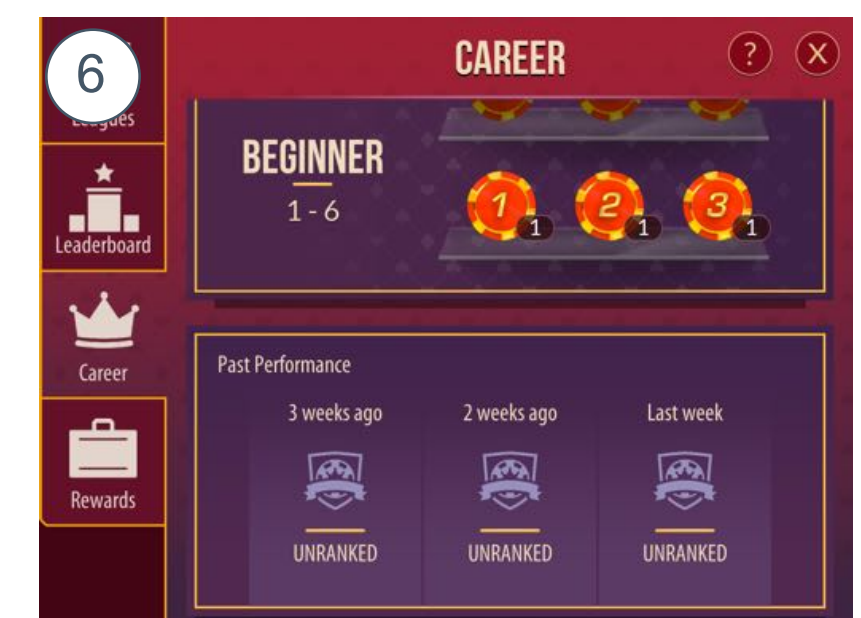 6
CAREER
?
X
Leagues
BEGINNER
1 - 6
1 1
2 1
3 1
Leaderboard
Career
Rewards
Past Performance
3 weeks ago
2 weeks ago
Last week
UNRANKED
UNRANKED
UNRANKED